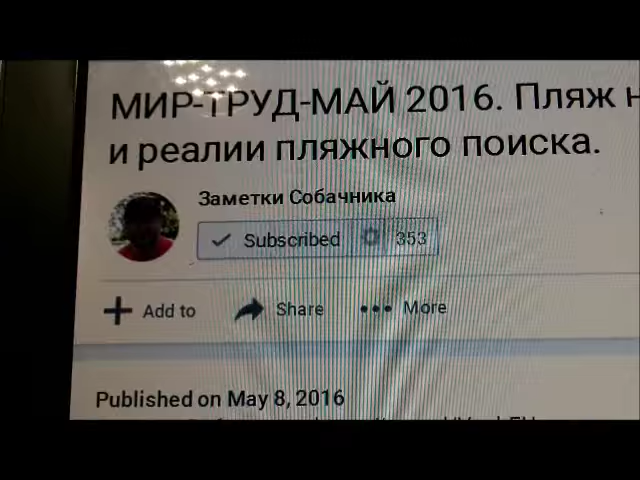 МИР-ТРУД-МАЙ 2016. Пляж
и реалии пляжного поиска.
Заметки Собачника
Subscribed 353
Add to Share More
Published on May 8, 2016